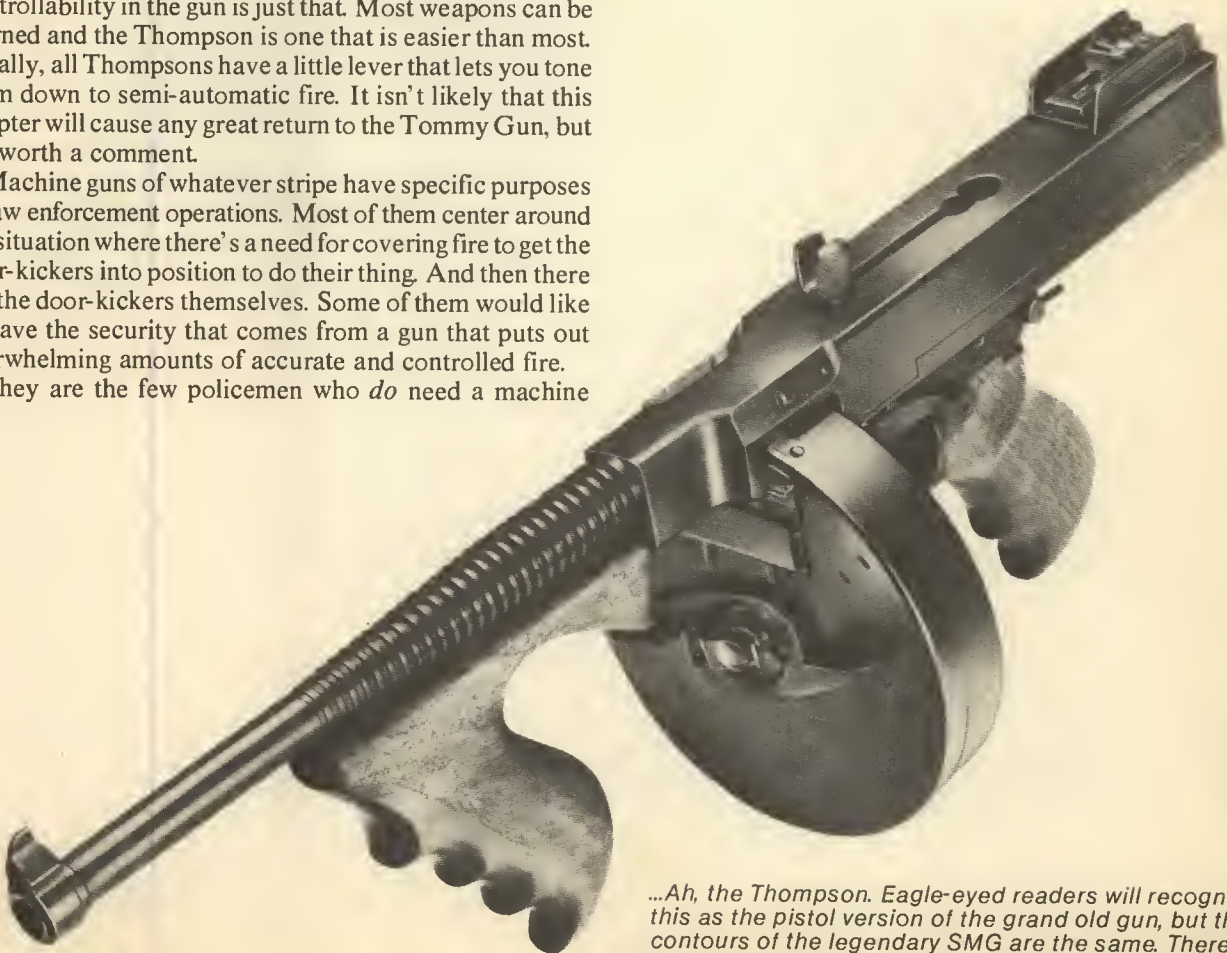 trollability in the gun is just that. Most weapons can be
rned and the Thompson is one that is easier than most.
ally, all Thompsons have a little lever that lets you tone
n down to semi-automatic fire. It isn't likely that this
pter will cause any great return to the Tommy Gun, but
worth a comment.
achine guns of whatever stripe have specific purposes
w enforcement operations. Most of them center around
situation where there's a need for covering fire to get the
r-kickers into position to do their thing. And then there
the door-kickers themselves. Some of them would like
ave the security that comes from a gun that puts out
rwhelming amounts of accurate and controlled fire.
hey are the few policemen who do need a machine
...Ah, the Thompson. Eagle-eyed readers will recogn
this as the pistol version of the grand old gun, but th
contours of the legendary SMG are the same. There